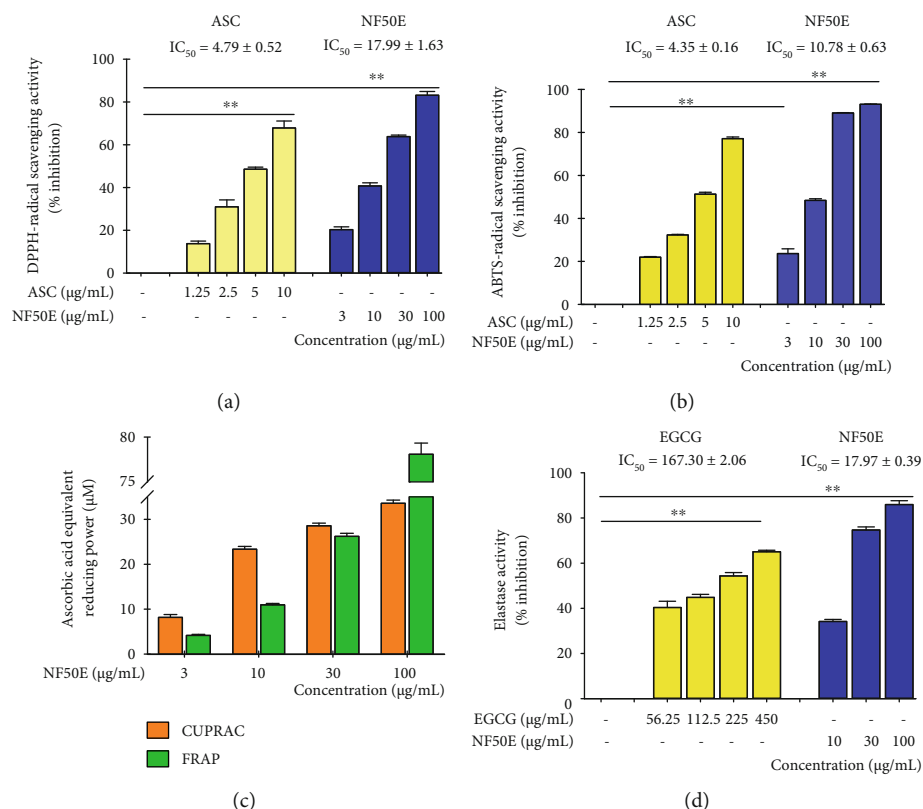 ASC
NF50E
IC50 = 4.79 ± 0.52
IC50 = 17.99 ± 1.63
**
**
DPPH-radical scavenging activity
(% inhibition)
100
80
60
40
20
0
ASC (µg/mL) - 1.25 2.5 5 10 - - - -
NF50E (µg/mL) - - - - - 3 10 30 100
Concentration (µg/mL)
(a)
ASC
NF50E
IC50 = 4.35 ± 0.16
IC50 = 10.78 ± 0.63
**
**
ABTS-radical scavenging activity
(% inhibition)
100
80
60
40
20
0
ASC (µg/mL) - 1.25 2.5 5 10 - - - -
NF50E (µg/mL) - - - - - 3 10 30 100
Concentration (µg/mL)
(b)
Ascorbic acid equivalent
reducing power (µM)
80
75
30
20
10
0
NF50E (µg/mL) 3 10 30 100
Concentration (µg/mL)
CUPRAC
FRAP
(c)
EGCG
NF50E
IC50 = 167.30 ± 2.06
IC50 = 17.97 ± 0.39
**
**
Elastase activity
(% inhibition)
100
80
60
40
20
0
EGCG (µg/mL) - 56.25 112.5 225 450 - - -
NF50E (µg/mL) - - - - - 10 30 100
Concentration (µg/mL)
(d)